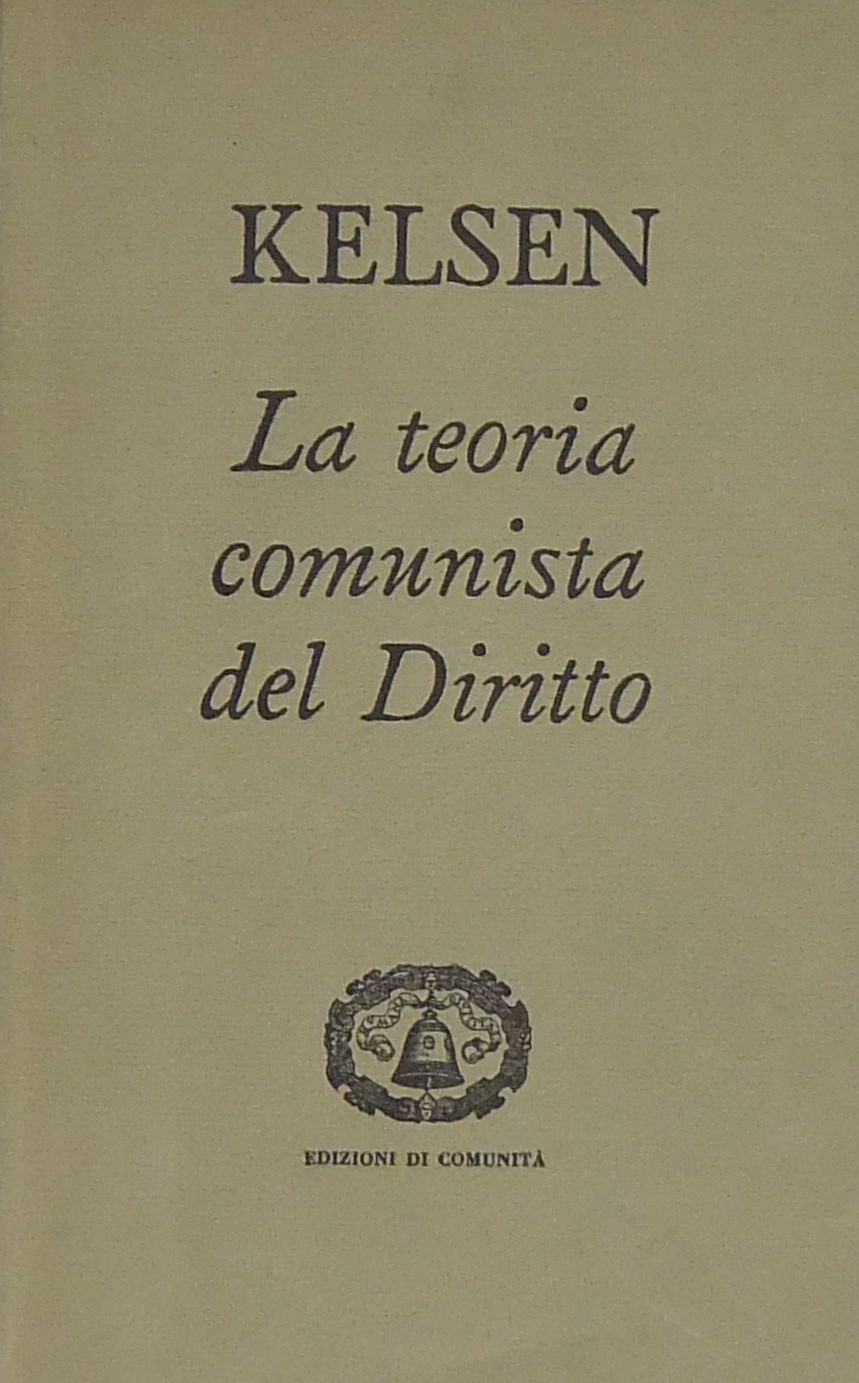 KELSEN
La teoria
comunista
del Diritto
EDIZIONI DI COMUNITÀ